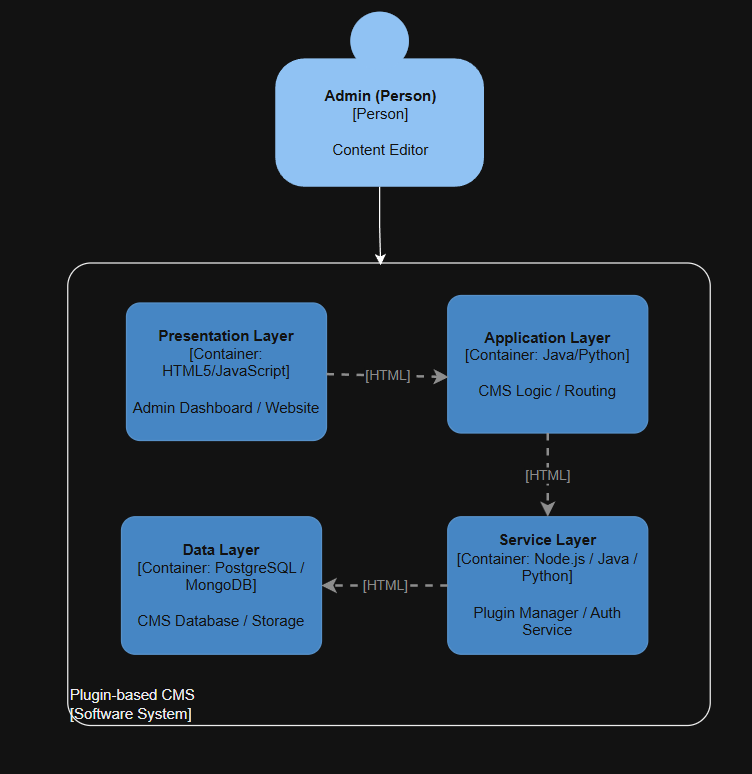 Admin (Person)
[Person]
Content Editor
Presentation Layer
[Container:
HTML5/JavaScript]
Admin Dashboard / Website
[HTML]
Application Layer
[Container: Java/Python]
CMS Logic / Routing
[HTML]
Data Layer
[Container: PostgreSQL /
MongoDB]
CMS Database / Storage
[HTML]
Service Layer
[Container: Node.js / Java /
Python]
Plugin Manager / Auth
Service
Plugin-based CMS
[Software System]